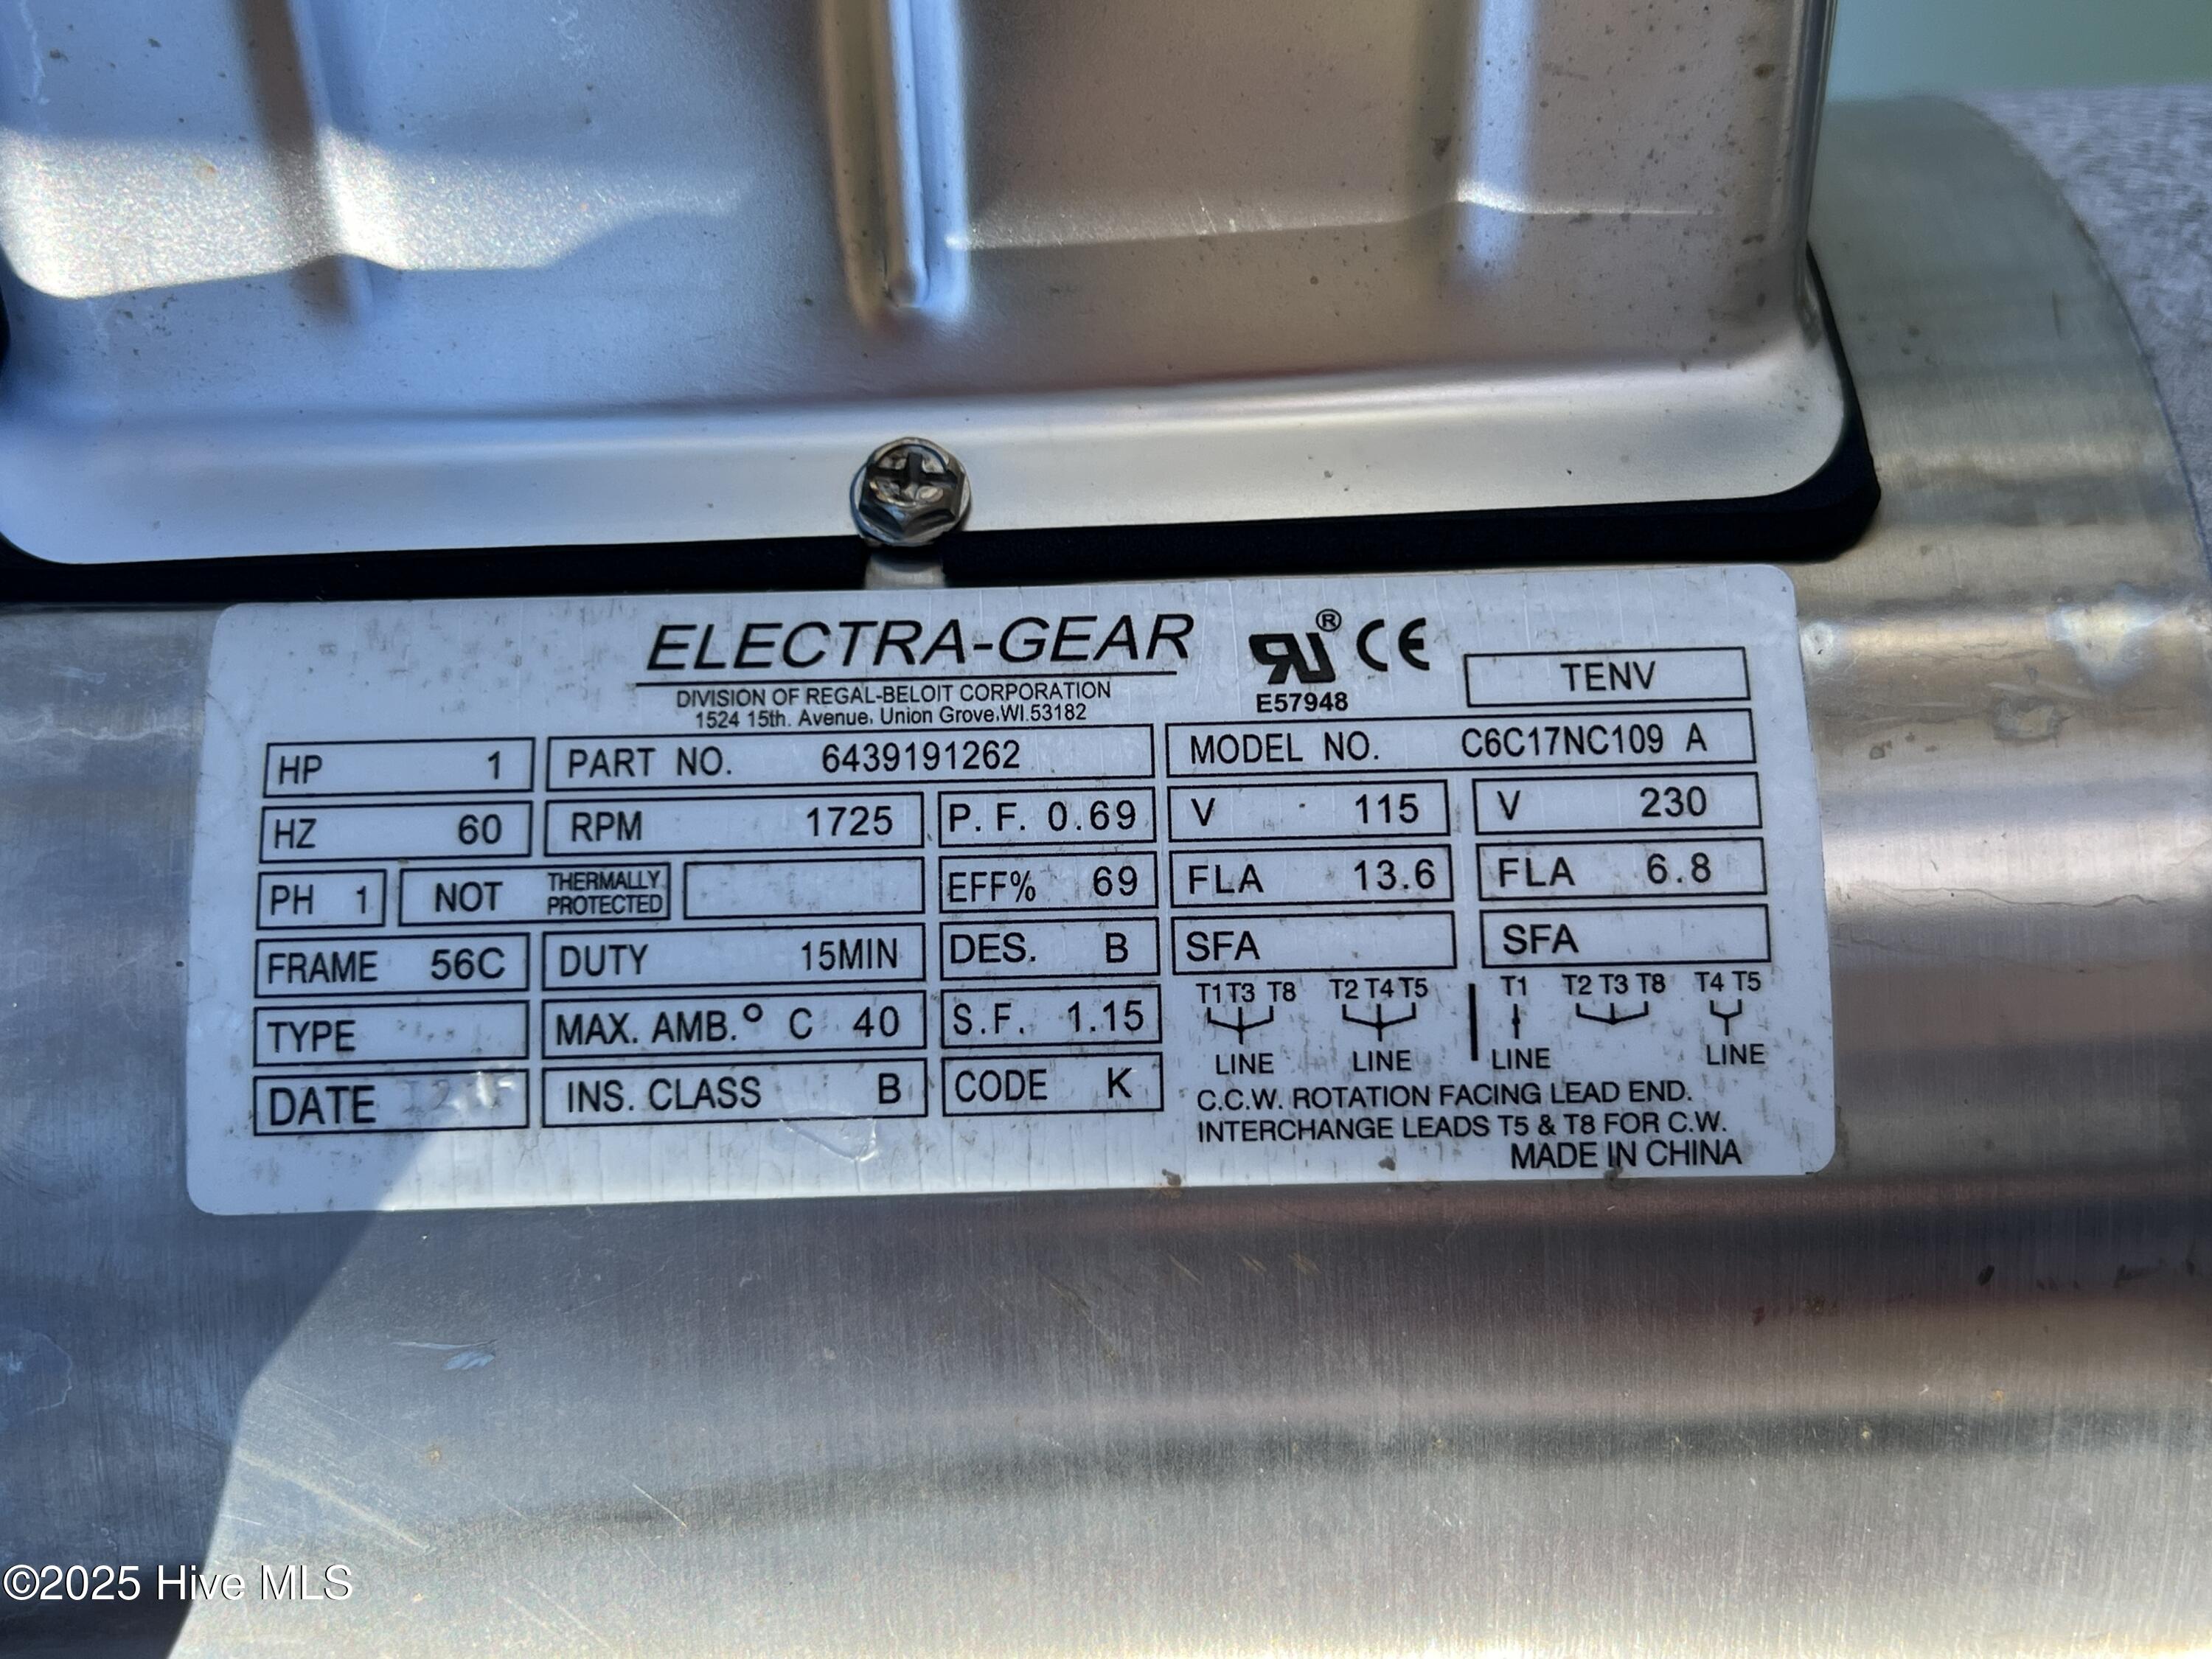 ELECTRA-GEAR
DIVISION OF REGAL-BELOIT CORPORATION
1524 15th. Avenue, Union Grove,WI.53182
®
CE
E57948
TENV
HP 1 PART NO. 6439191262 MODEL NO. C6C17NC109 A
HZ 60 RPM 1725 P.F. 0.69 V 115 V 230
PH 1 NOT THERMALLY PROTECTED EFF% 69 FLA 13.6 FLA 6.8
FRAME 56C DUTY 15MIN DES. B SFA SFA
TYPE MAX. AMB.° C 40 S.F. 1.15
DATE INS. CLASS B CODE K
T1 T3 T8 T2 T4 T5 T1 T2 T3 T8 T4 T5
LINE LINE LINE LINE
C.C.W. ROTATION FACING LEAD END.
INTERCHANGE LEADS T5 & T8 FOR C.W.
MADE IN CHINA
©2025 Hive MLS